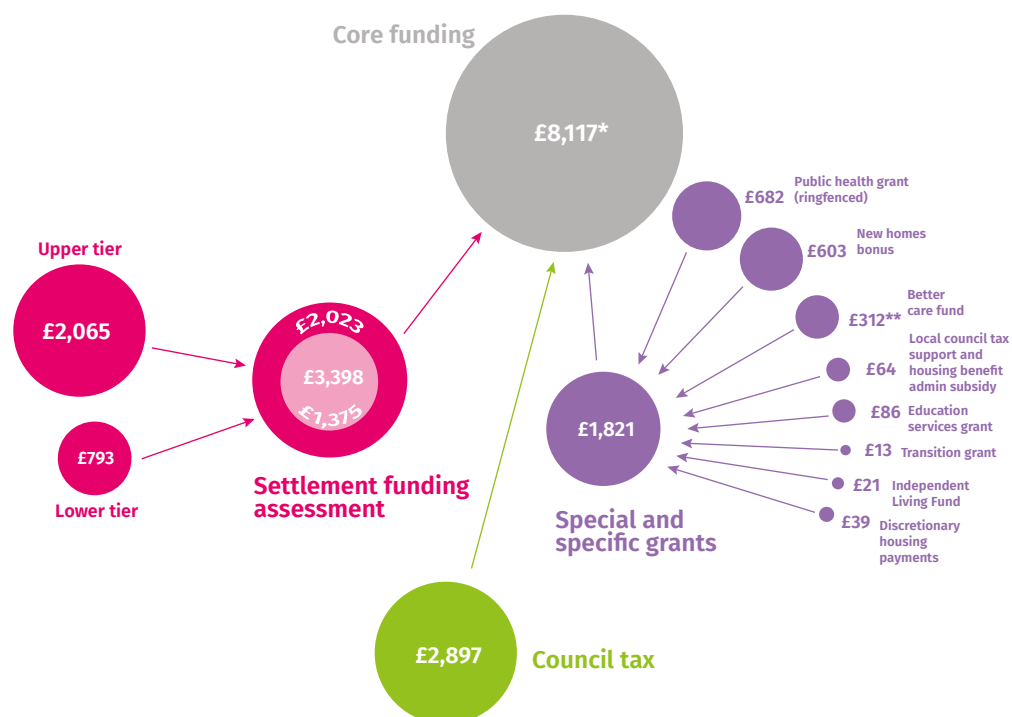 Core funding
£8,117*
Public health grant
(ringfenced)
£682
New homes
bonus
£603
Better
care fund
£312**
Local council tax
support and
housing benefit
admin subsidy
£64
£86
Education
services grant
£13
Transition grant
£21
Independent
Living Fund
£39
Discretionary
housing
payments
Upper tier
£2,065
£793
Lower tier
£2,023
£3,398
£1,375
Settlement funding
assessment
£1,821
Special and
specific grants
£2,897
Council tax